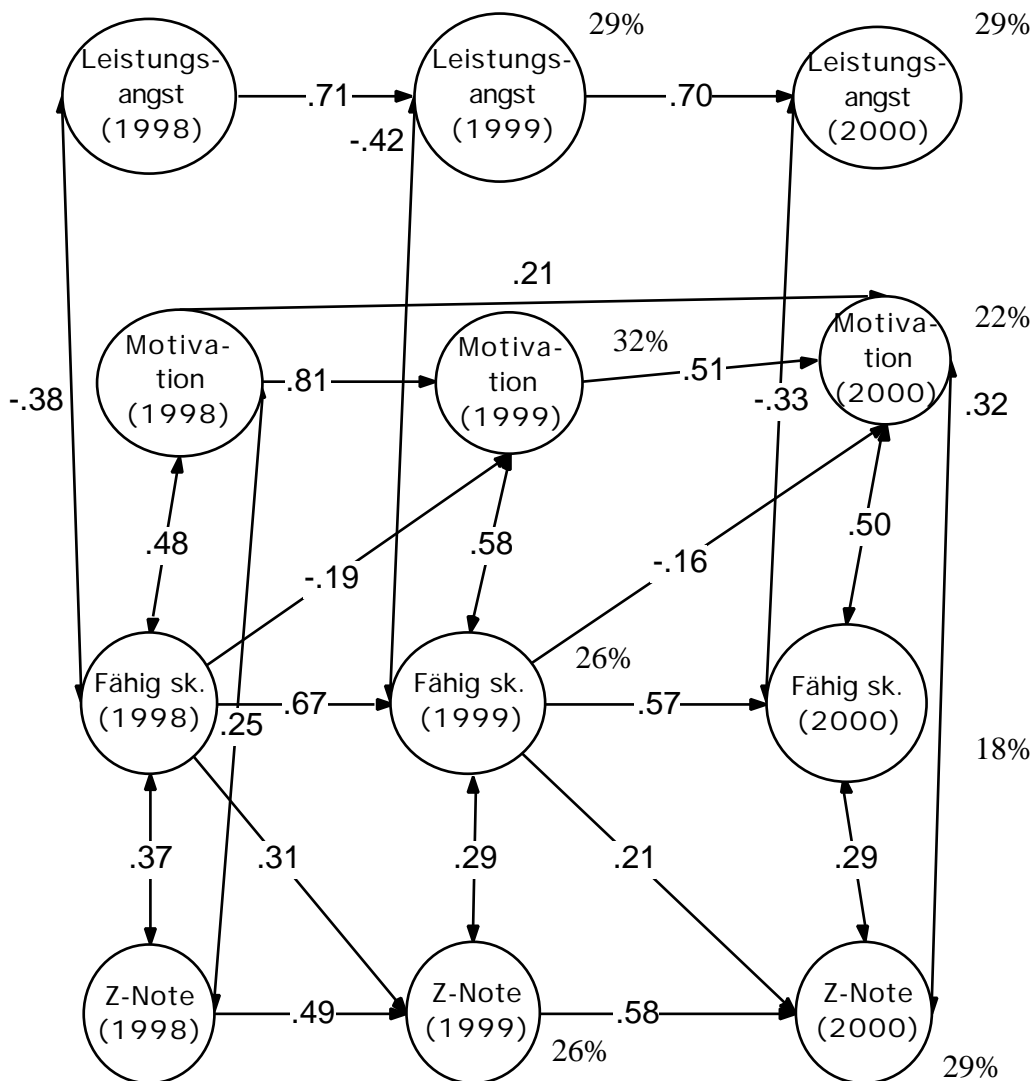 29%
29%
Leistungs-
angst
(1998)
.71
Leistungs-
angst
(1999)
.70
Leistungs-
angst
(2000)
-.42
.21
Motiva-
tion
(1998)
.81
Motiva-
tion
(1999)
32%
.51
Motiva-
tion
(2000)
22%
-.38
-.33
.32
.48
.58
.50
-.19
-.16
Fähig sk.
(1998)
.67
.25
Fähig sk.
(1999)
26%
.57
Fähig sk.
(2000)
18%
.37
.31
.29
.21
.29
Z-Note
(1998)
.49
Z-Note
(1999)
26%
.58
Z-Note
(2000)
29%